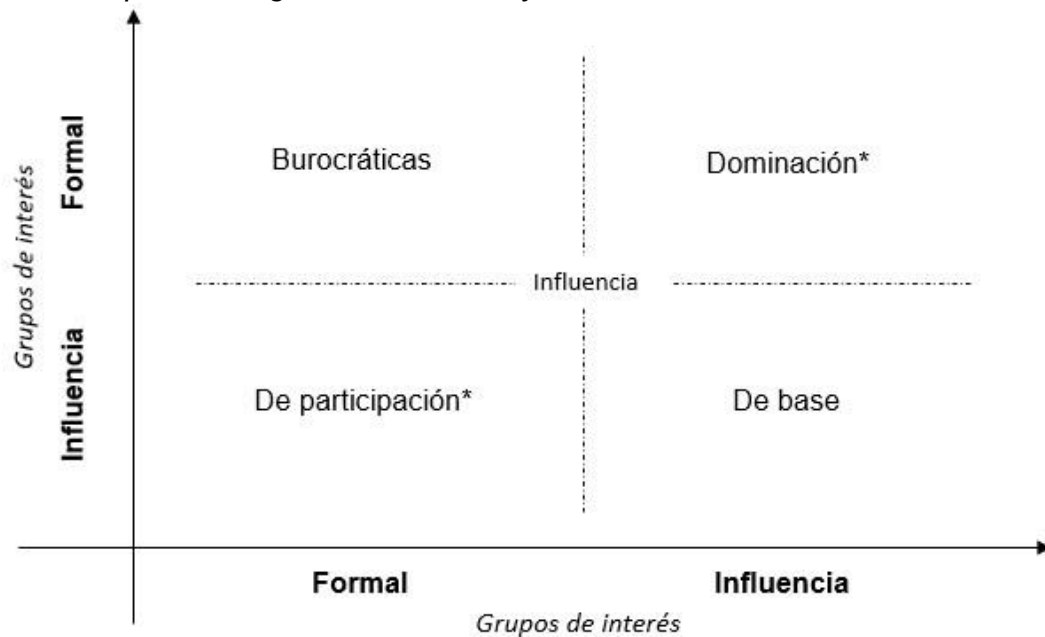 Formal
Grupos de interés
Influencia
Burocráticas
Dominación*
Influencia
De participación*
De base
Formal
Influencia
Grupos de interés